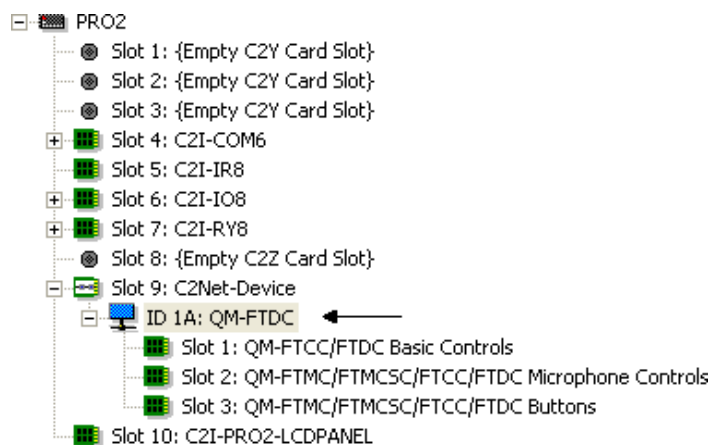 PRO2
Slot 1: {Empty C2Y Card Slot}
Slot 2: {Empty C2Y Card Slot}
Slot 3: {Empty C2Y Card Slot}
Slot 4: C2I-COM6
Slot 5: C2I-IR8
Slot 6: C2I-IO8
Slot 7: C2I-RY8
Slot 8: {Empty C2Z Card Slot}
Slot 9: C2Net-Device
ID 1A: QM-FTDC
Slot 1: QM-FTCC/FTDC Basic Controls
Slot 2: QM-FTMC/FTMCSC/FTCC/FTDC Microphone Controls
Slot 3: QM-FTMC/FTMCSC/FTCC/FTDC Buttons
Slot 10: C2I-PRO2-LCDPANEL